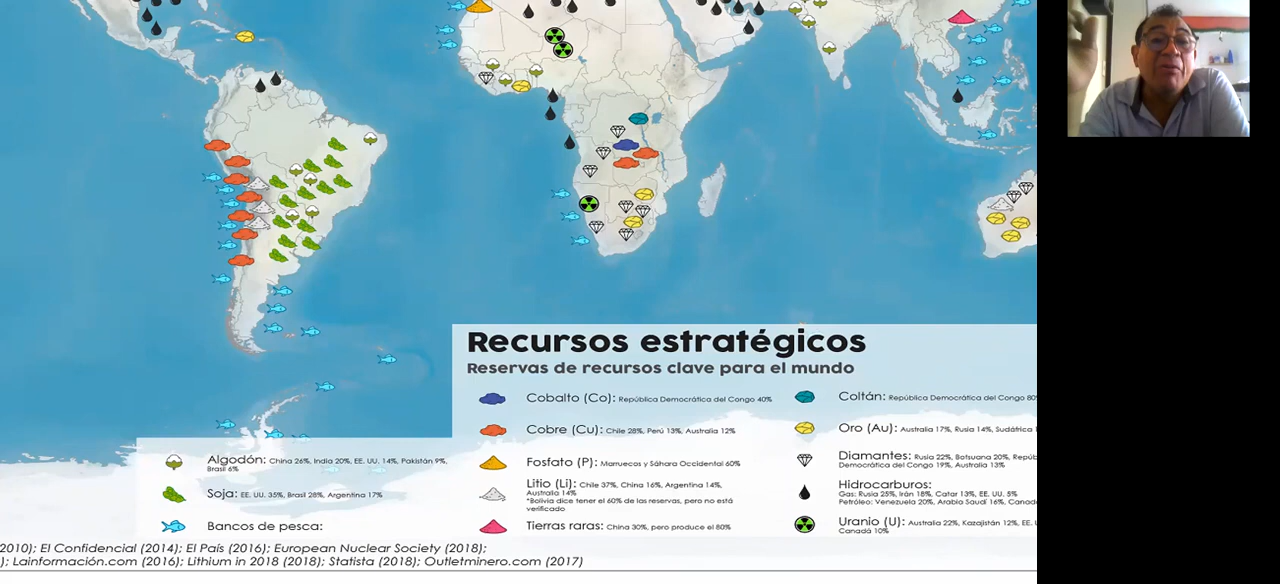 Recursos estratégicos
Reservas de recursos clave para el mundo
Cobalto (Co): República Democrática del Congo 40%
Cobre (Cu): Chile 28%, Perú 13%, Australia 12%
Fosfato (P): Marruecos y Sáhara Occidental 60%
Litio (Li): Chile 37%, China 16%, Argentina 14%,
Australia 14%
*Bolivia dice tener el 60% de las reservas, pero no está
verificado
Tierras raras: China 30%, pero produce el 80%
Coltán: República Democrática del Congo 80
Oro (Au): Australia 17%, Rusia 14%, Sudáfrica 1
Diamantes: Rusia 22%, Botsuana 20%, Repúb
Democrática del Congo 19%, Australia 13%
Hidrocarburos:
Gas: Rusia 25%, Irán 18%, Catar 13%, EE. UU. 5%
Petróleo: Venezuela 20%, Arabia Saudí 16%, Canad
Uranio (U): Australia 22%, Kazajistán 12%, EE. U
Canadá 10%
Algodón: China 26%, India 20%, EE. UU. 14%, Pakistán 9%,
Brasil 6%
Soja: EE. UU. 35%, Brasil 28%, Argentina 17%
Bancos de pesca:
2010); El Confidencial (2014); El País (2016); European Nuclear Society (2018);
); Lainformación.com (2016); Lithium in 2018 (2018); Statista (2018); Outletminero.com (2017)